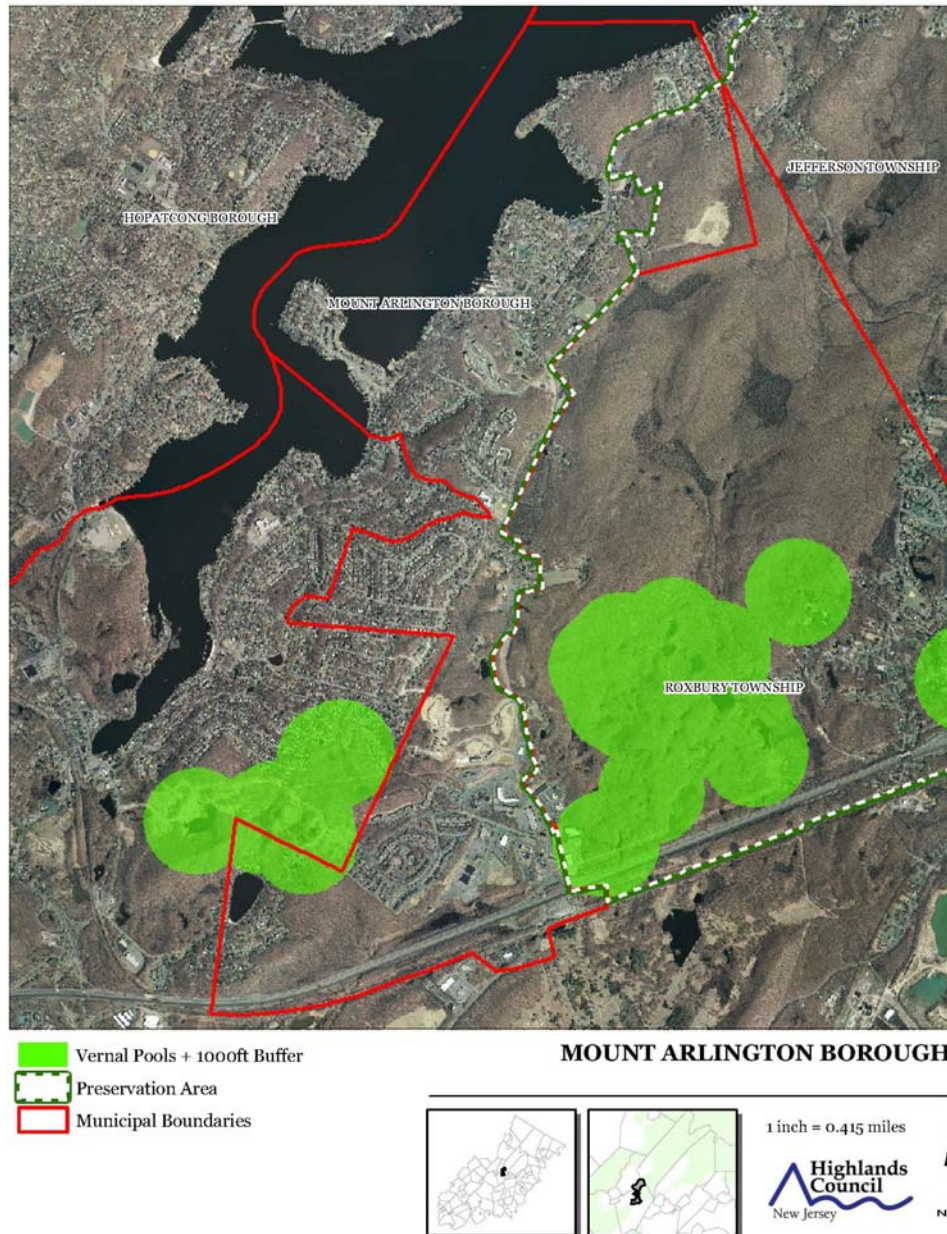 JEFFERSON TOWNSHIP
HOPATCONG BOROUGH
MOUNT ARLINGTON BOROUGH
ROXBURY TOWNSHIP
Vernal Pools + 1000ft Buffer
Preservation Area
Municipal Boundaries
MOUNT ARLINGTON BOROUGH
1 inch = 0.415 miles
Highlands
Council
New Jersey